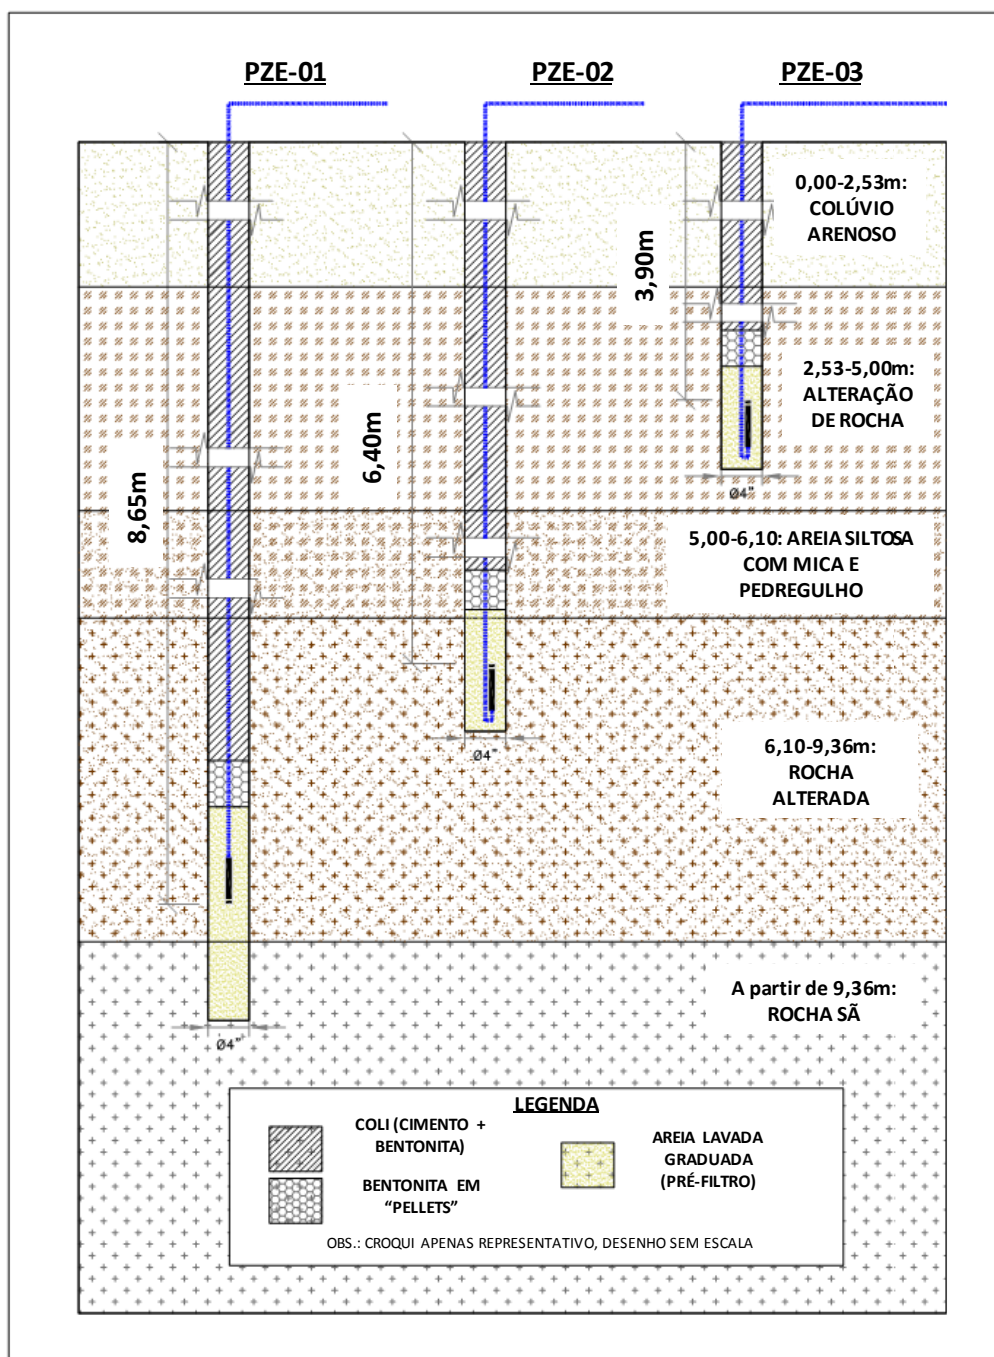 PZE-01
PZE-02
PZE-03
0,00-2,53m:
COLÚVIO
ARENOSO
3,90m
2,53-5,00m:
ALTERAÇÃO
DE ROCHA
6,40m
8,65m
Ø4"
5,00-6,10: AREIA SILTOSA
COM MICA E
PEDREGULHO
6,10-9,36m:
ROCHA
ALTERADA
Ø4"
A partir de 9,36m:
ROCHA SÃ
Ø4"
LEGENDA
COLI (CIMENTO +
BENTONITA)
BENTONITA EM
“PELLETS”
AREIA LAVADA
GRADUADA
(PRÉ-FILTRO)
OBS.: CROQUI APENAS REPRESENTATIVO, DESENHO SEM ESCALA